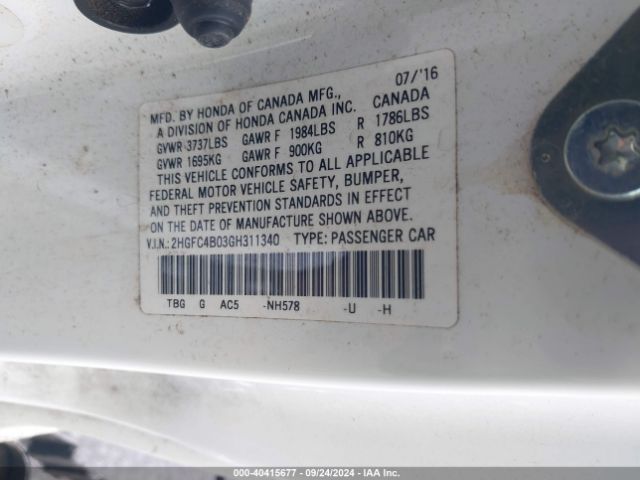 07/'16
MFD. BY HONDA OF CANADA MFG.,
A DIVISION OF HONDA CANADA INC. CANADA
GVWR 3737LBS GAWR F 1984LBS R 1786LBS
GVWR 1695KG GAWR F 900KG R 810KG
THIS VEHICLE CONFORMS TO ALL APPLICABLE
FEDERAL MOTOR VEHICLE SAFETY, BUMPER,
AND THEFT PREVENTION STANDARDS IN EFFECT
ON THE DATE OF MANUFACTURE SHOWN ABOVE.
V.I.N.: 2HGFC4B03GH311340 TYPE: PASSENGER CAR
TBG G AC5 -NH578 -U -H
000-40415677 - 09/24/2024 - IAA Inc.